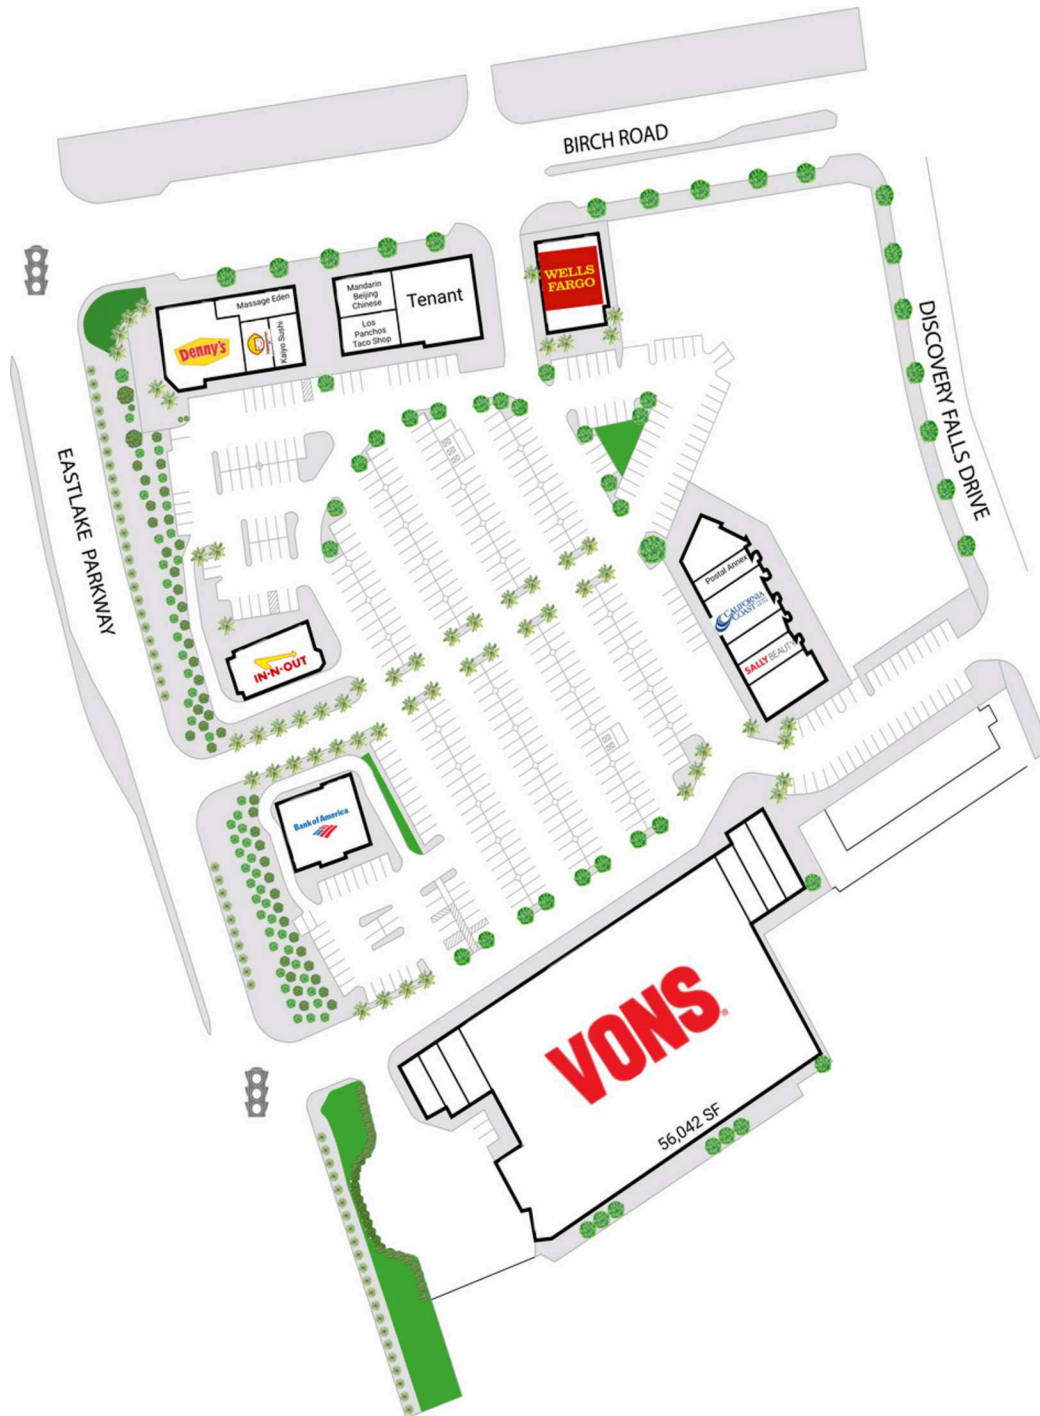 BIRCH ROAD
WELLS
FARGO
Massage Eden
Denny's
Kaiyo Sushi
Mandarin
Beijing
Chinese
Los
Panchos
Taco Shop
Tenant
DISCOVERY FALLS DRIVE
EASTLAKE PARKWAY
Postal Annex
CALIFORNIA
COAST
SALLY BEAUTY
IN-N-OUT
Bank of America
VONS®
56,042 SF